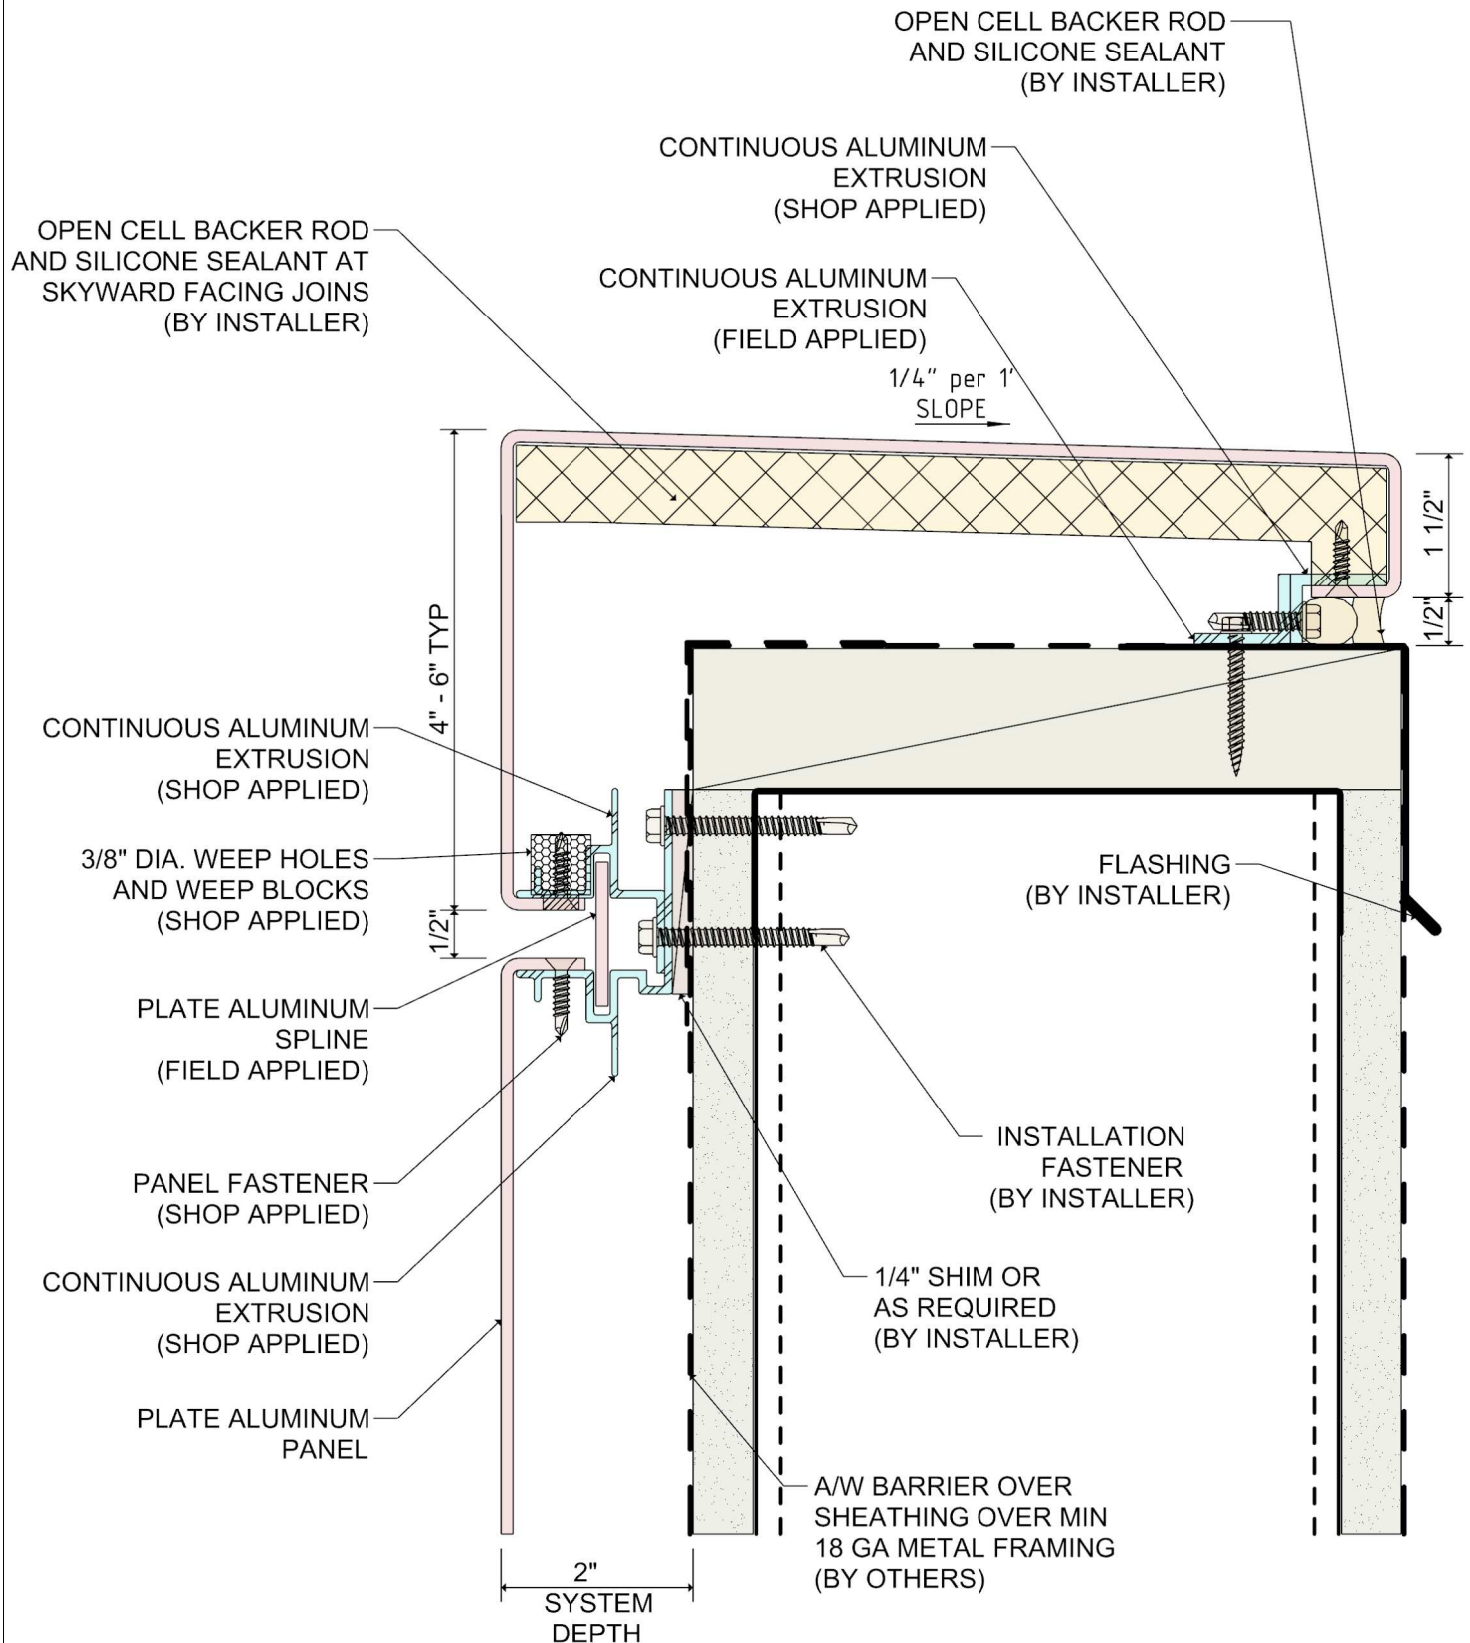 OPEN CELL BACKER ROD
AND SILICONE SEALANT
(BY INSTALLER)
CONTINUOUS ALUMINUM
EXTRUSION
(SHOP APPLIED)
OPEN CELL BACKER ROD
AND SILICONE SEALANT AT
SKYWARD FACING JOINS
(BY INSTALLER)
CONTINUOUS ALUMINUM
EXTRUSION
(FIELD APPLIED)
1/4" per 1'
SLOPE
1 1/2"
1/2"
4" - 6" TYP
CONTINUOUS ALUMINUM
EXTRUSION
(SHOP APPLIED)
3/8" DIA. WEEP HOLES
AND WEEP BLOCKS
(SHOP APPLIED)
1/2"
FLASHING
(BY INSTALLER)
PLATE ALUMINUM
SPLINE
(FIELD APPLIED)
INSTALLATION
FASTENER
(BY INSTALLER)
PANEL FASTENER
(SHOP APPLIED)
CONTINUOUS ALUMINUM
EXTRUSION
(SHOP APPLIED)
1/4" SHIM OR
AS REQUIRED
(BY INSTALLER)
PLATE ALUMINUM
PANEL
A/W BARRIER OVER
SHEATHING OVER MIN
18 GA METAL FRAMING
(BY OTHERS)
2"
SYSTEM
DEPTH